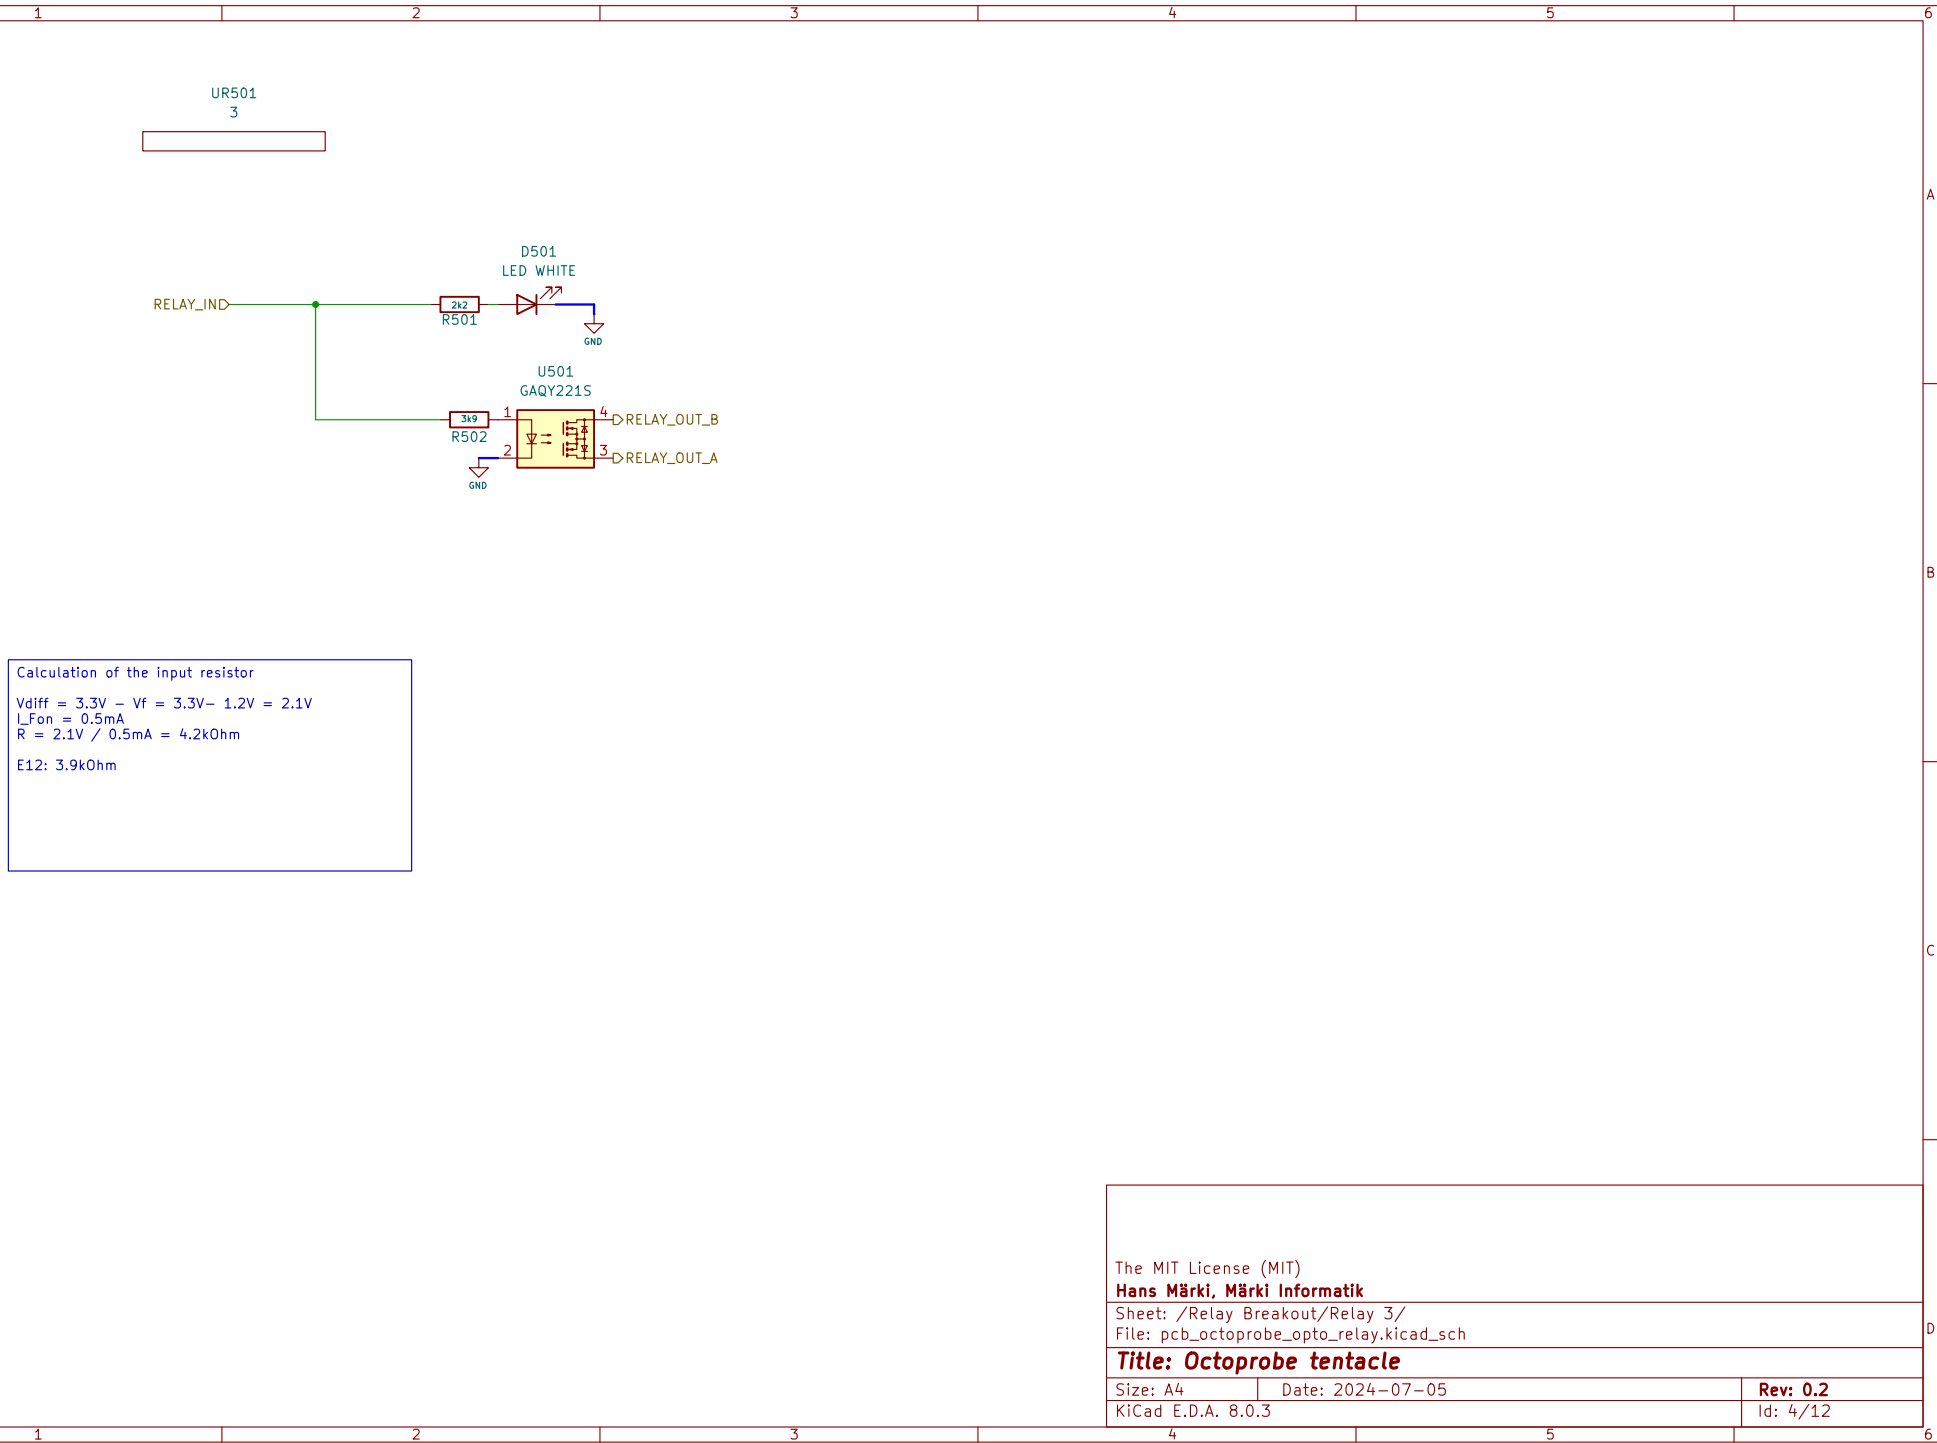 1 2 3 4 5 6
UR501
3
A
D501
LED WHITE
RELAY_IN
2k2
R501
GND
U501
GAQY221S
1
4
RELAY_OUT_B
3k9
R502
2
3
RELAY_OUT_A
GND
B
Calculation of the input resistor
Vdiff = 3.3V - Vf = 3.3V- 1.2V = 2.1V
I_Fon = 0.5mA
R = 2.1V / 0.5mA = 4.2kOhm
E12: 3.9kOhm
C
The MIT License (MIT)
Hans Märki, Märki Informatik
Sheet: /Relay Breakout/Relay 3/
File: pcb_octoprobe_opto_relay.kicad_sch
D
Title: Octoprobe tentacle
Size: A4 Date: 2024-07-05 Rev: 0.2
KiCad E.D.A. 8.0.3 Id: 4/12
1 2 3 4 5 6